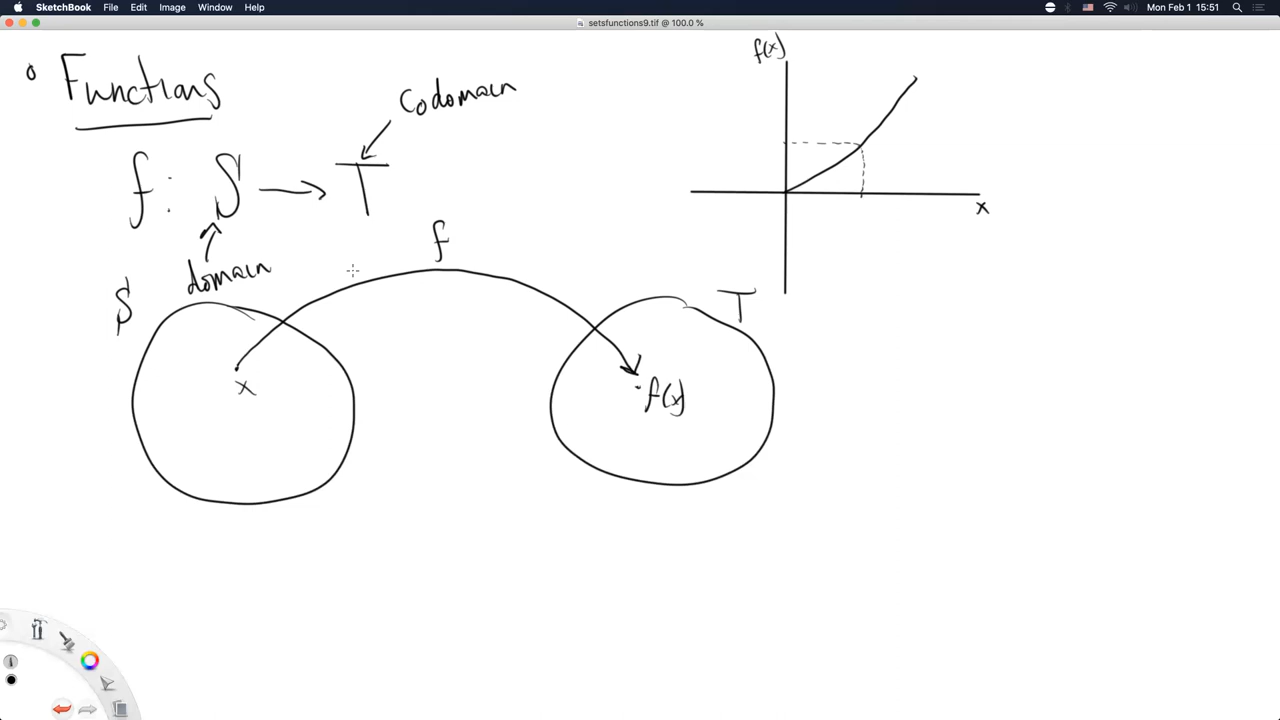 SketchBook File Edit Image Window Help
Mon Feb 1 15:51
setsfunctions9.tif @ 100.0 %
Functions
Codomain
f: S → T
domain
f
S
T
x
f(x)
f(x)
x